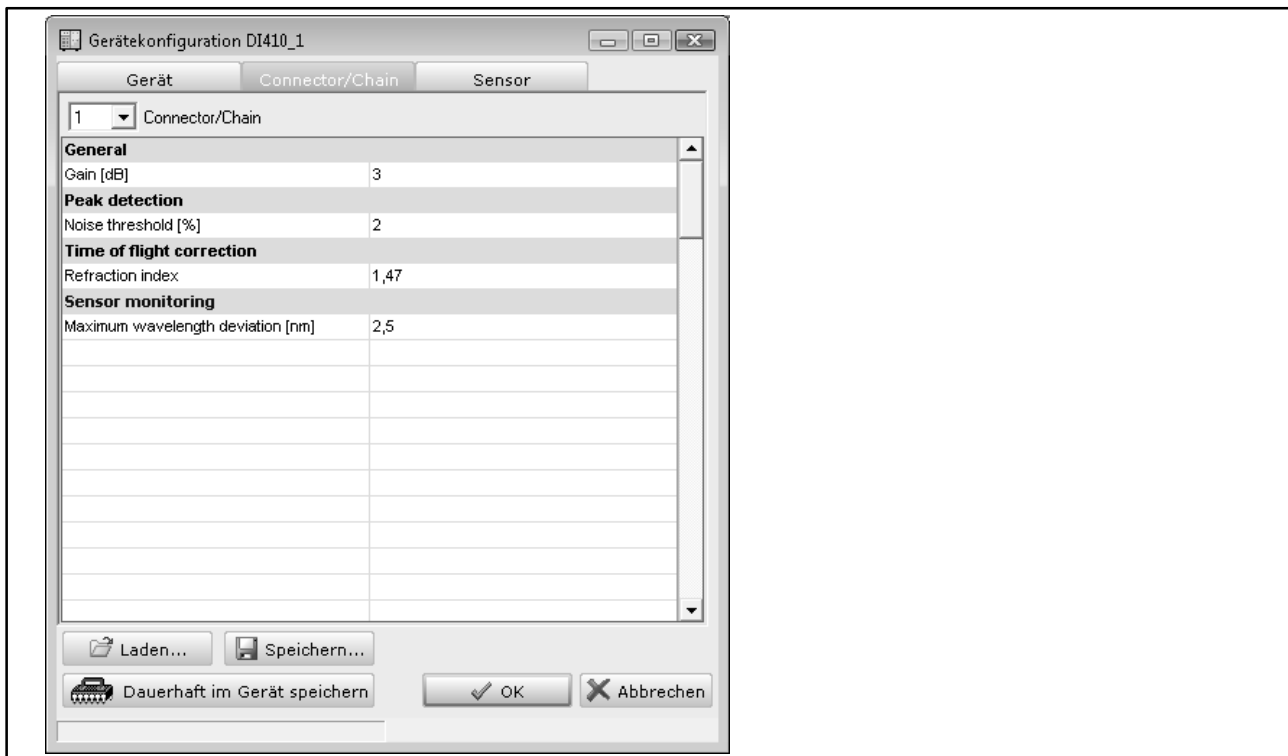 Gerätekonfiguration DI410_1
Gerät Connector/Chain Sensor
1 Connector/Chain
General
Gain [dB] 3
Peak detection
Noise threshold [%] 2
Time of flight correction
Refraction index 1,47
Sensor monitoring
Maximum wavelength deviation [nm] 2,5
Laden... Speichern...
Dauerhaft im Gerät speichern OK Abbrechen